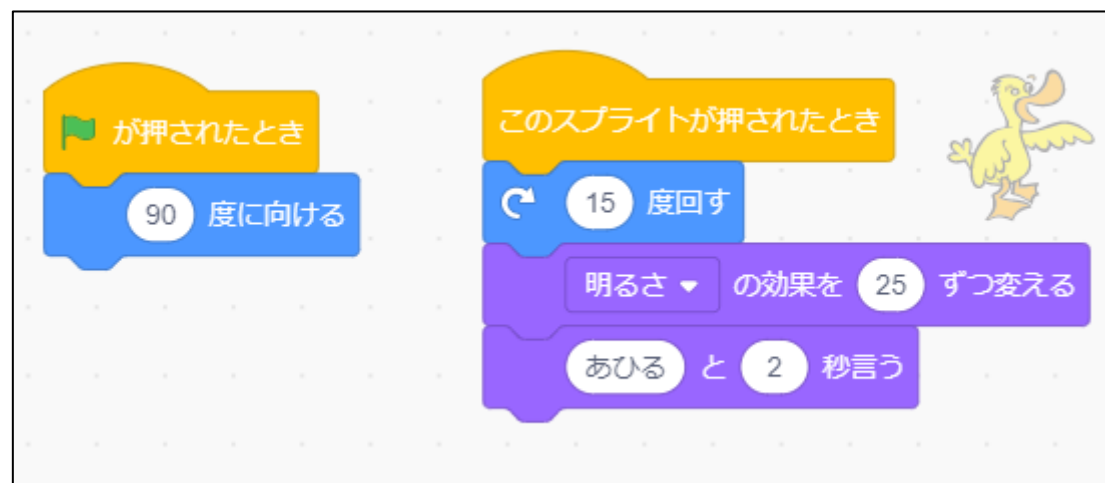 が押されたとき
90 度に向ける
このスプライトが押されたとき
15 度回す
明るさ の効果を 25 ずつ変える
あひる と 2 秒言う